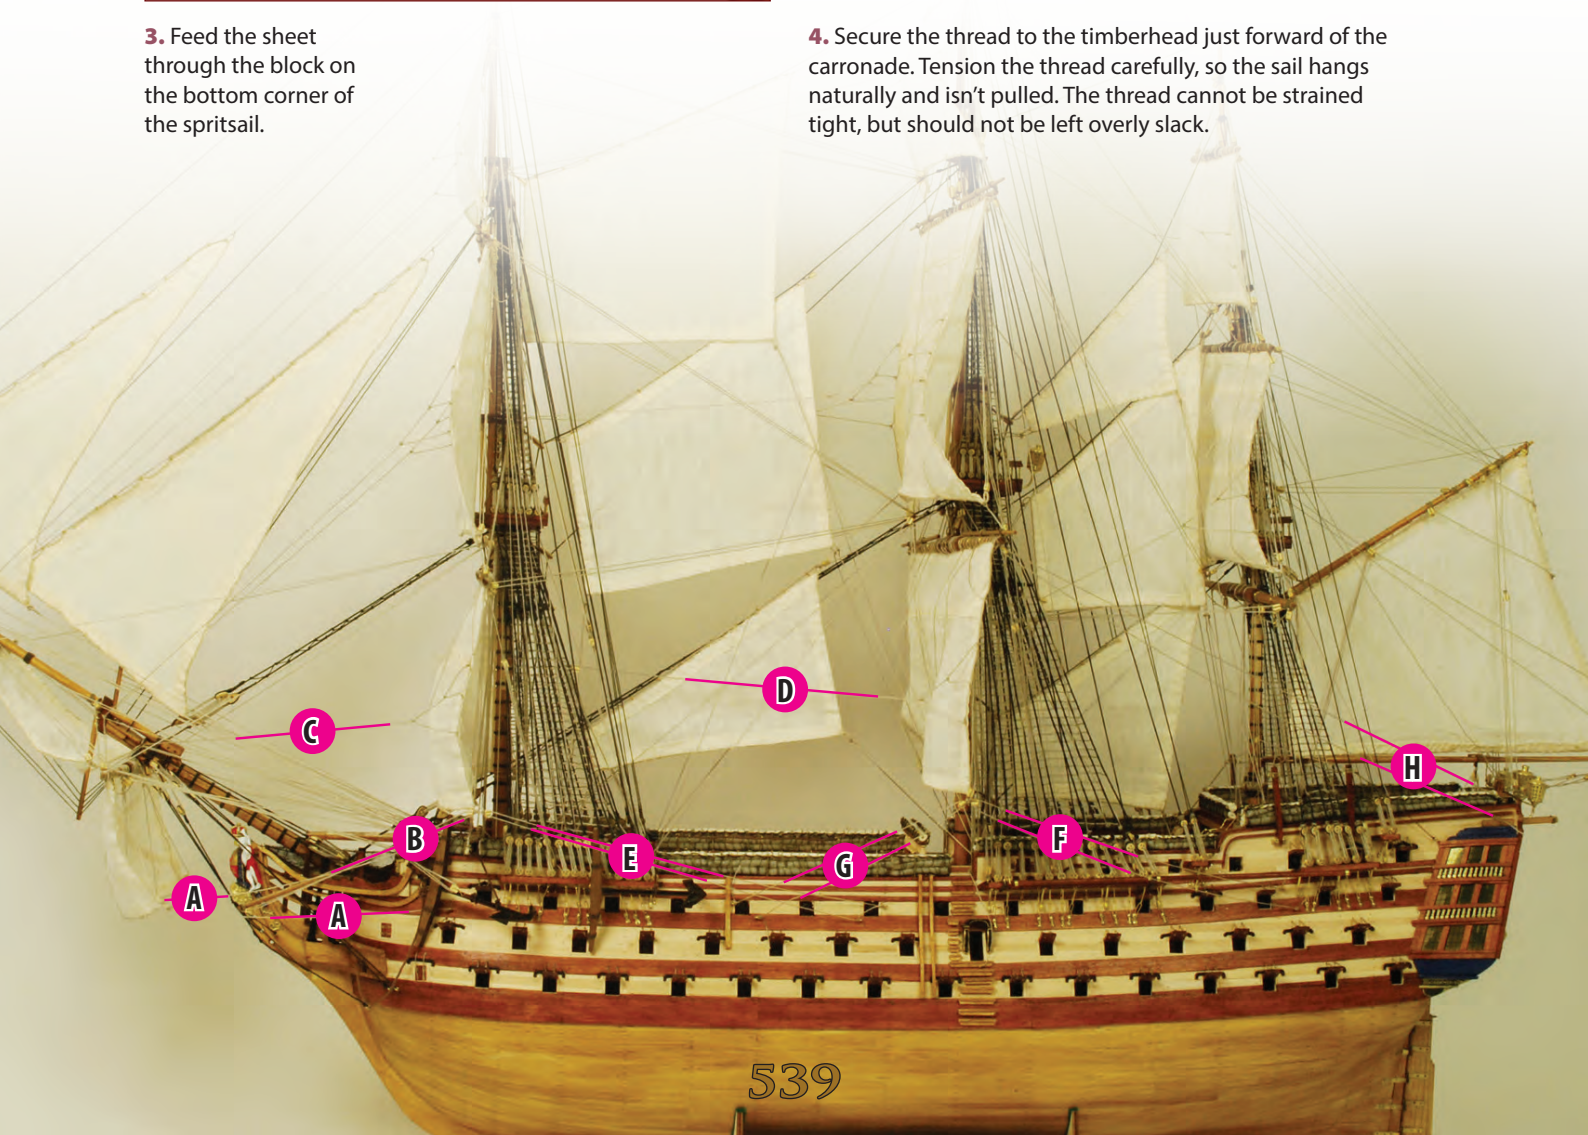 3. Feed the sheet
through the block on
the bottom corner of
the spritsail.
4. Secure the thread to the timberhead just forward of the
carronade. Tension the thread carefully, so the sail hangs
naturally and isn’t pulled. The thread cannot be strained
tight, but should not be left overly slack.
D
C
H
B
F
E
G
A
A
539